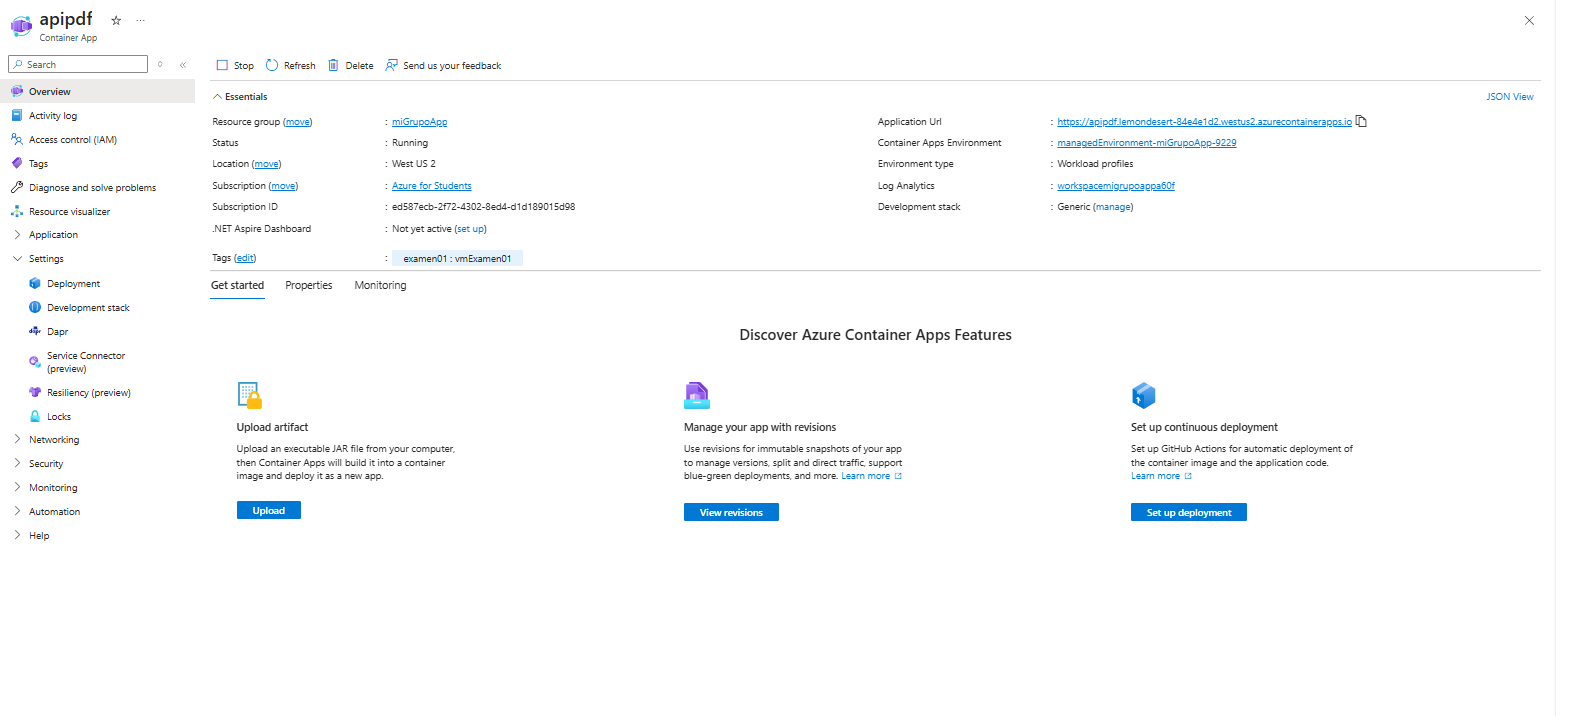 apipdf
Container App
Search
Stop Refresh Delete Send us your feedback
Overview
Activity log
Access control (IAM)
Tags
Diagnose and solve problems
Resource visualizer
Application
Settings
Deployment
Development stack
Dapr
Service Connector
(preview)
Resiliency (preview)
Locks
Networking
Security
Monitoring
Automation
Help
Essentials
JSON View
Resource group (move) : miGrupoApp
Status : Running
Location (move) : West US 2
Subscription (move) : Azure for Students
Subscription ID : ed587ecb-2f72-4302-8ed4-d1d189015d98
.NET Aspire Dashboard : Not yet active (set up)
Application Url : https://apipdf.lemondesert-84e4e1d2.westus2.azurecontainerapps.io
Container Apps Environment : managedEnvironment-miGrupoApp-9229
Environment type : Workload profiles
Log Analytics : workspacemigrupoappa60f
Development stack : Generic (manage)
Tags (edit) : examen01 : vmExamen01
Get started Properties Monitoring
Discover Azure Container Apps Features
Upload artifact
Upload an executable JAR file from your computer,
then Container Apps will build it into a container
image and deploy it as a new app.
Upload
Manage your app with revisions
Use revisions for immutable snapshots of your app
to manage versions, split and direct traffic, support
blue-green deployments, and more. Learn more
View revisions
Set up continuous deployment
Set up GitHub Actions for automatic deployment of
the container image and the application code.
Learn more
Set up deployment